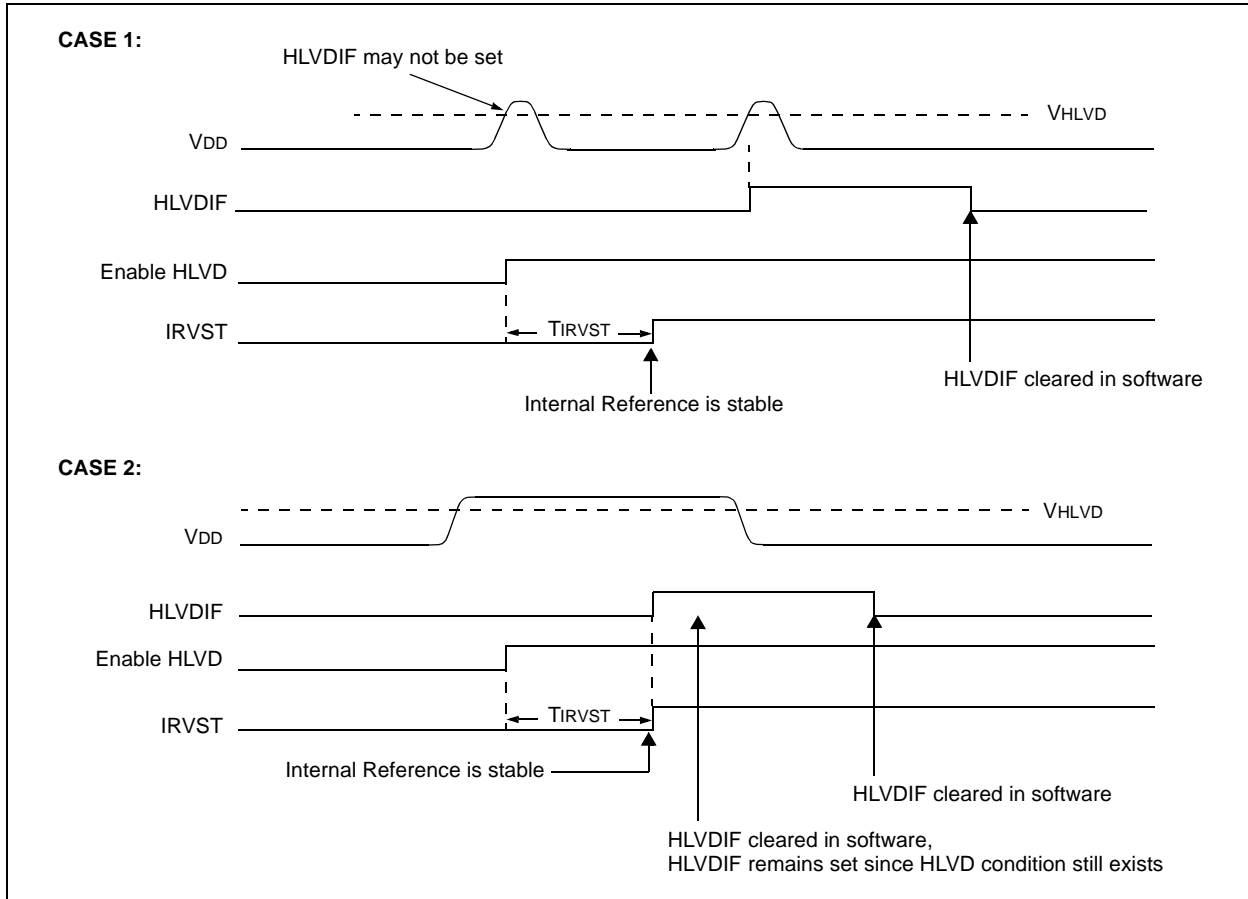 CASE 1:
HLVDIF may not be set
VHLVD
VDD
HLVDIF
Enable HLVD
TIRVST
IRVST
HLVDIF cleared in software
Internal Reference is stable
CASE 2:
VHLVD
VDD
HLVDIF
Enable HLVD
TIRVST
IRVST
Internal Reference is stable
HLVDIF cleared in software
HLVDIF cleared in software,
HLVDIF remains set since HLVD condition still exists